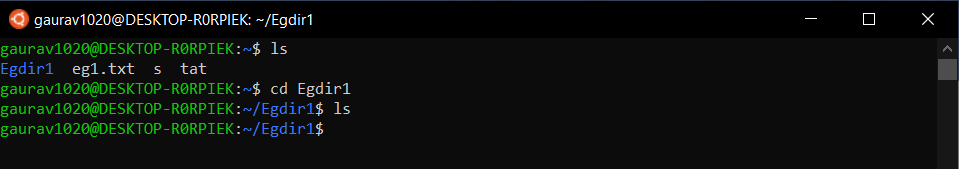 gaurav1020@DESKTOP-R0RPIEK: ~/Egdir1
gaurav1020@DESKTOP-R0RPIEK:~$ ls
Egdir1  eg1.txt  s  tat
gaurav1020@DESKTOP-R0RPIEK:~$ cd Egdir1
gaurav1020@DESKTOP-R0RPIEK:~/Egdir1$ ls
gaurav1020@DESKTOP-R0RPIEK:~/Egdir1$